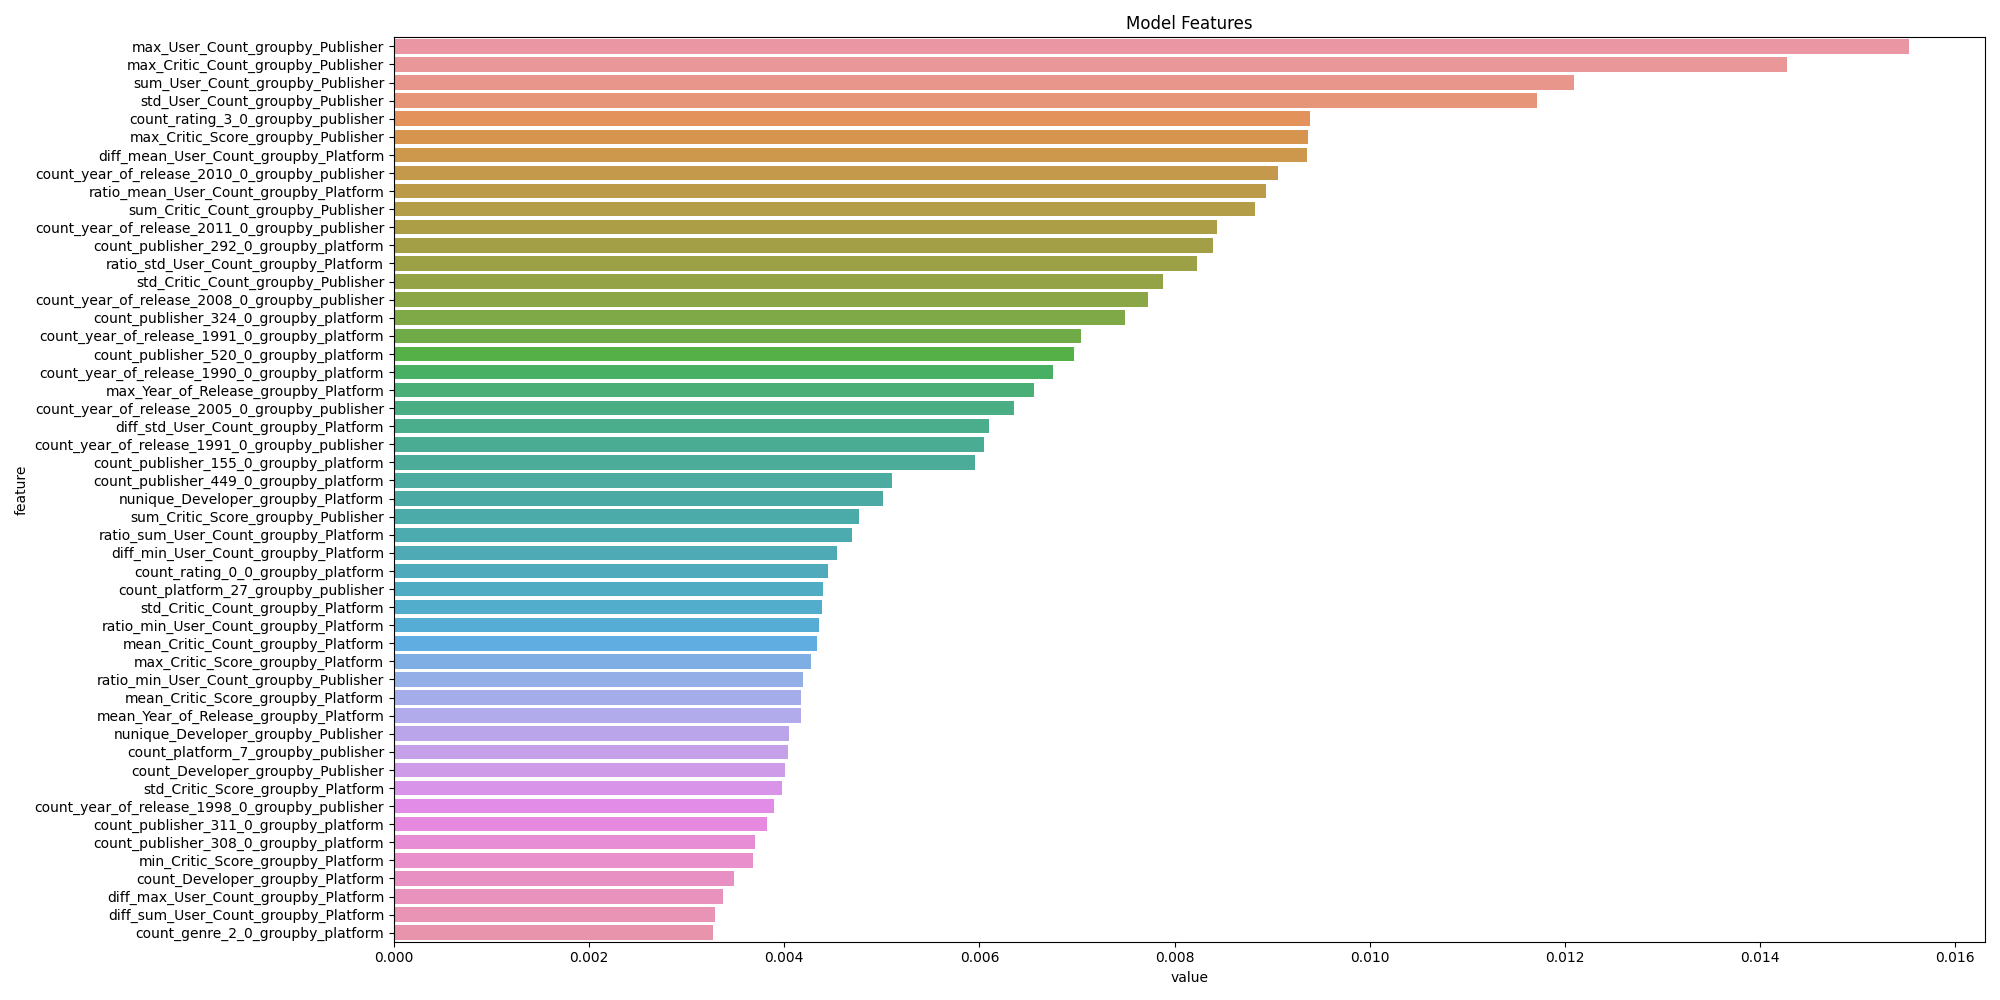 Model Features
max_User_Count_groupby_Publisher
max_Critic_Count_groupby_Publisher
sum_User_Count_groupby_Publisher
std_User_Count_groupby_Publisher
count_rating_3_0_groupby_publisher
max_Critic_Score_groupby_Publisher
diff_mean_User_Count_groupby_Platform
count_year_of_release_2010_0_groupby_publisher
ratio_mean_User_Count_groupby_Platform
sum_Critic_Count_groupby_Publisher
count_year_of_release_2011_0_groupby_publisher
count_publisher_292_0_groupby_platform
ratio_std_User_Count_groupby_Platform
std_Critic_Count_groupby_Publisher
count_year_of_release_2008_0_groupby_publisher
count_publisher_324_0_groupby_platform
count_year_of_release_1991_0_groupby_platform
count_publisher_520_0_groupby_platform
count_year_of_release_1990_0_groupby_platform
max_Year_of_Release_groupby_Platform
count_year_of_release_2005_0_groupby_publisher
diff_std_User_Count_groupby_Platform
count_year_of_release_1991_0_groupby_publisher
count_publisher_155_0_groupby_platform
count_publisher_449_0_groupby_platform
nunique_Developer_groupby_Platform
sum_Critic_Score_groupby_Publisher
ratio_sum_User_Count_groupby_Platform
diff_min_User_Count_groupby_Platform
count_rating_0_0_groupby_platform
count_platform_27_groupby_publisher
std_Critic_Count_groupby_Platform
ratio_min_User_Count_groupby_Platform
mean_Critic_Count_groupby_Platform
max_Critic_Score_groupby_Platform
ratio_min_User_Count_groupby_Publisher
mean_Critic_Score_groupby_Platform
mean_Year_of_Release_groupby_Platform
nunique_Developer_groupby_Publisher
count_platform_7_groupby_publisher
count_Developer_groupby_Publisher
std_Critic_Score_groupby_Platform
count_year_of_release_1998_0_groupby_publisher
count_publisher_311_0_groupby_platform
count_publisher_308_0_groupby_platform
min_Critic_Score_groupby_Platform
count_Developer_groupby_Platform
diff_max_User_Count_groupby_Platform
diff_sum_User_Count_groupby_Platform
count_genre_2_0_groupby_platform
feature
0.000 0.002 0.004 0.006 0.008 0.010 0.012 0.014 0.016
value